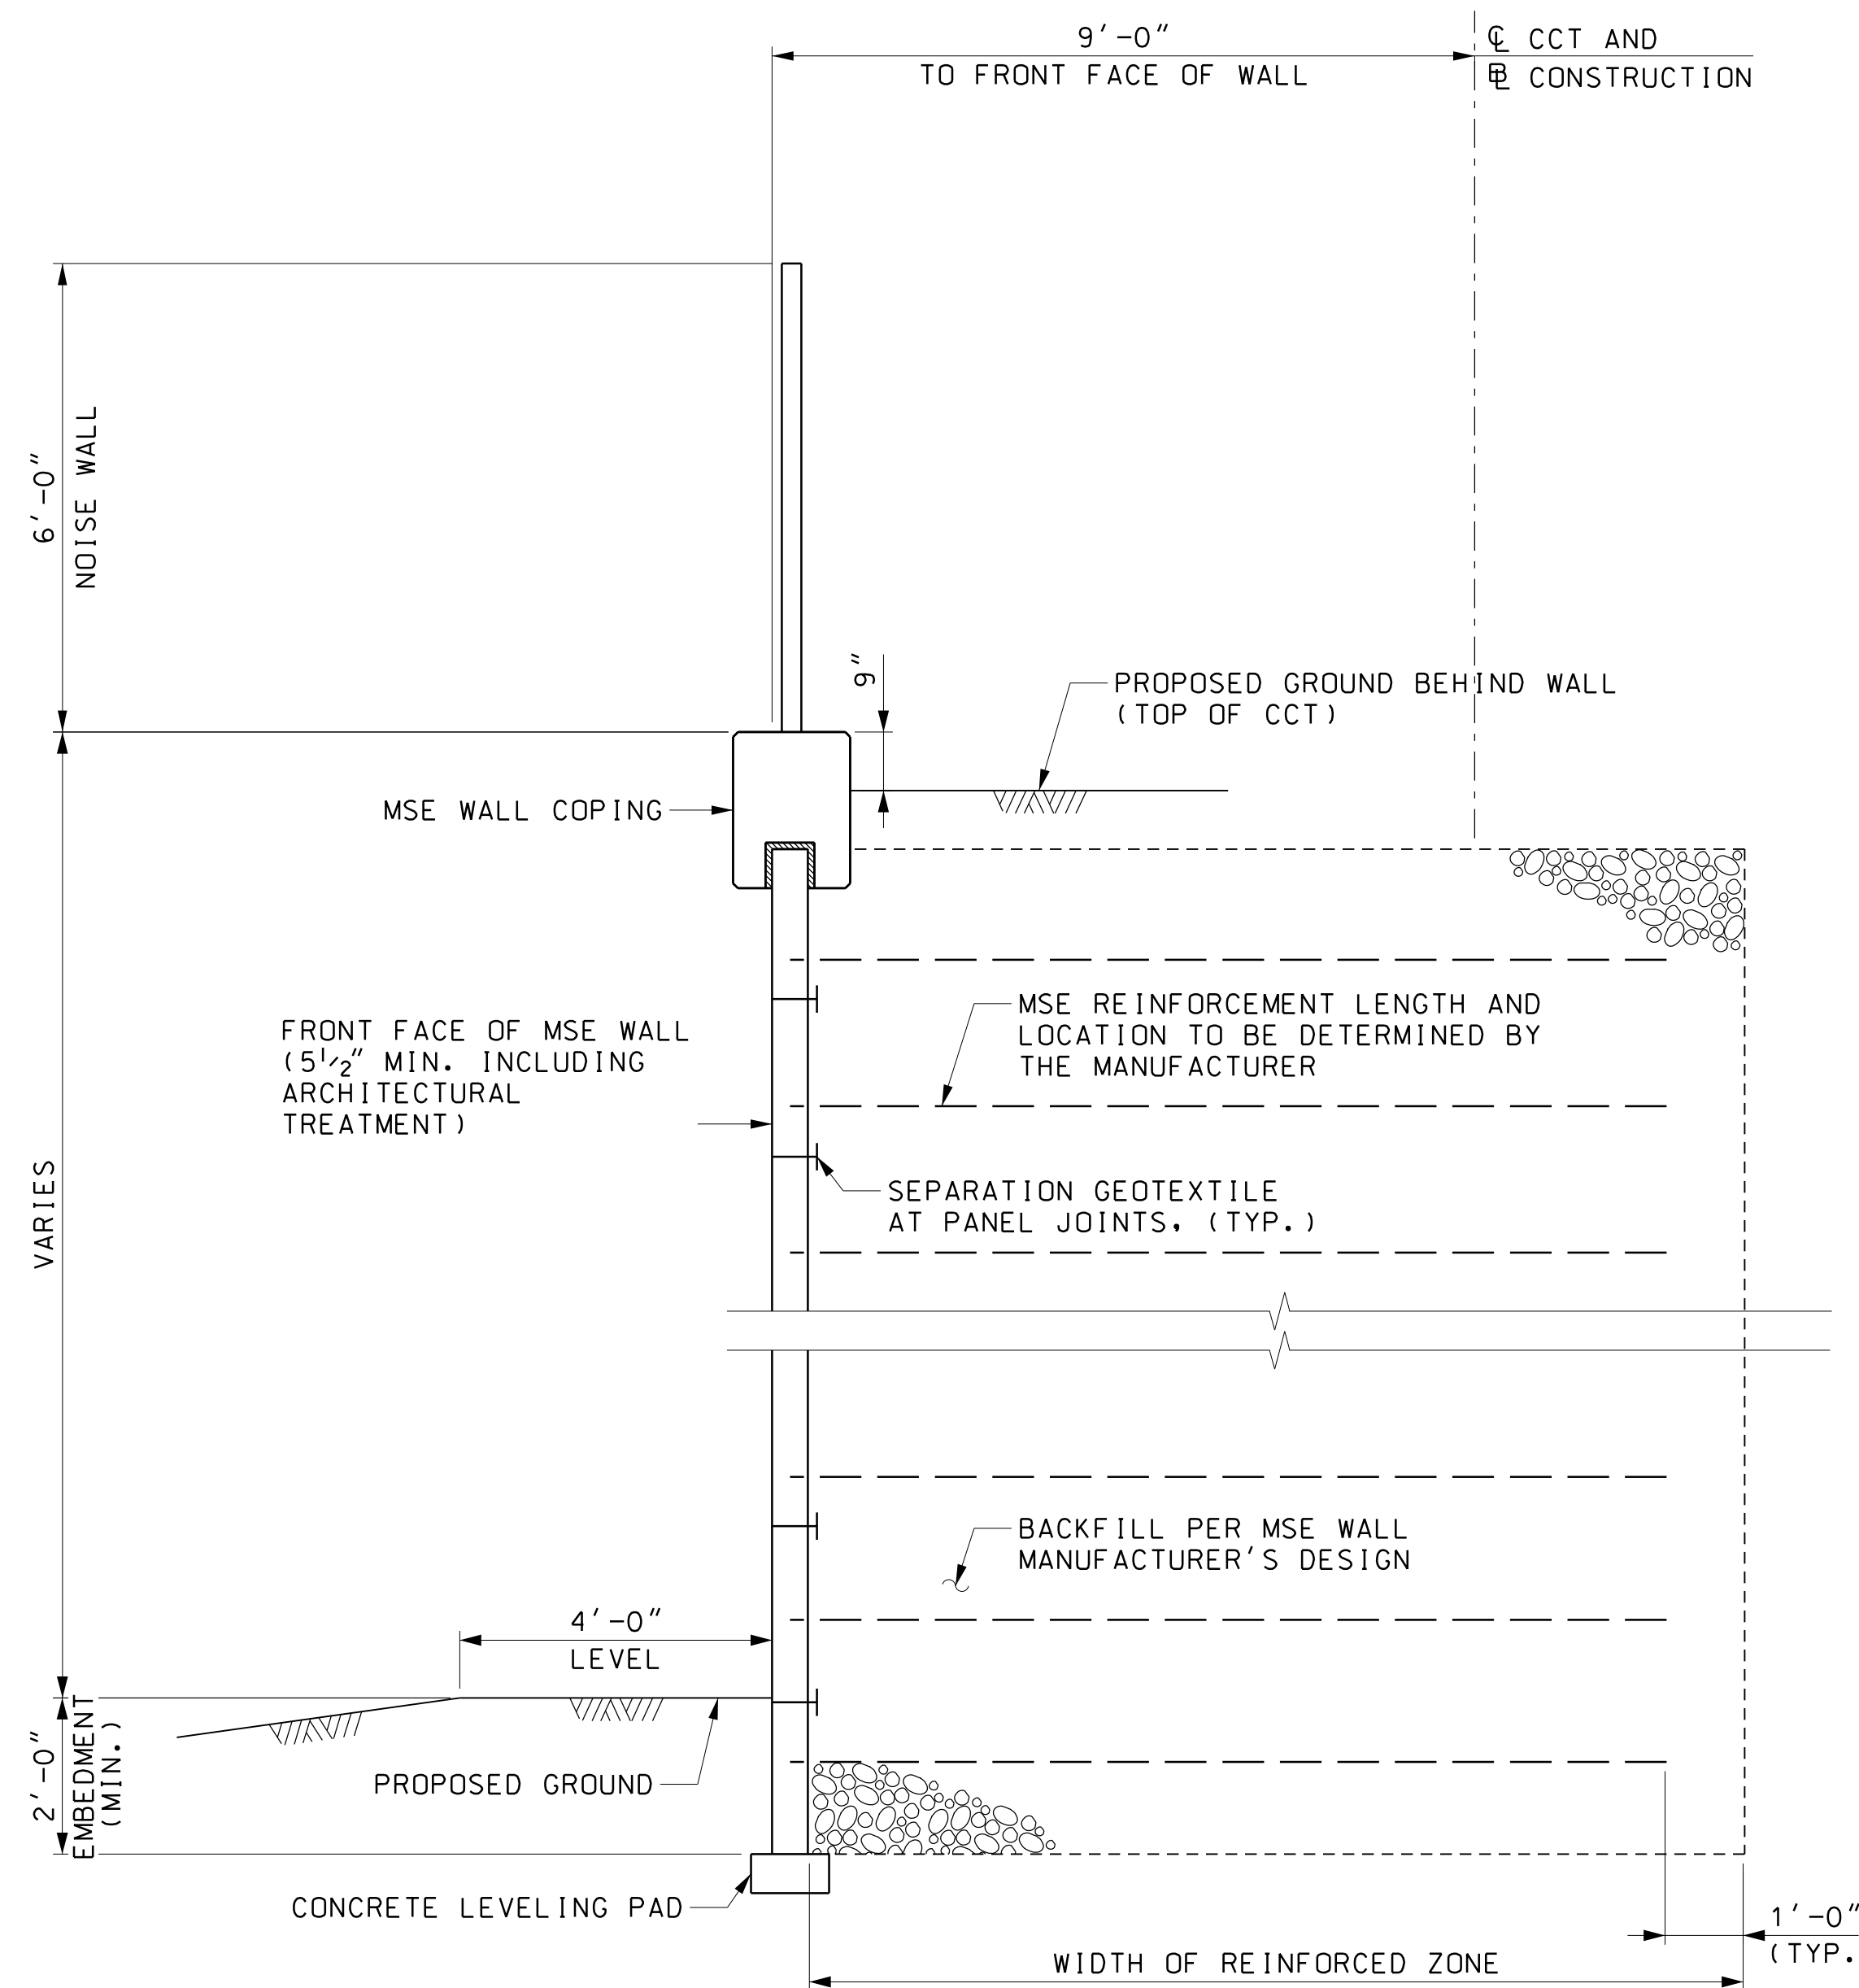 9'-0"
TO FRONT FACE OF WALL
℄ CCT AND
BL CONSTRUCTION
6'-0"
NOISE WALL
9"
PROPOSED GROUND BEHIND WALL
(TOP OF CCT)
MSE WALL COPING
FRONT FACE OF MSE WALL
(5½" MIN. INCLUDING
ARCHITECTURAL
TREATMENT)
MSE REINFORCEMENT LENGTH AND
LOCATION TO BE DETERMINED BY
THE MANUFACTURER
SEPARATION GEOTEXTILE
AT PANEL JOINTS, (TYP.)
VARIES
BACKFILL PER MSE WALL
MANUFACTURER'S DESIGN
4'-0"
LEVEL
2'-0"
EMBEDMENT
(MIN.)
PROPOSED GROUND
CONCRETE LEVELING PAD
1'-0"
(TYP.
WIDTH OF REINFORCED ZONE